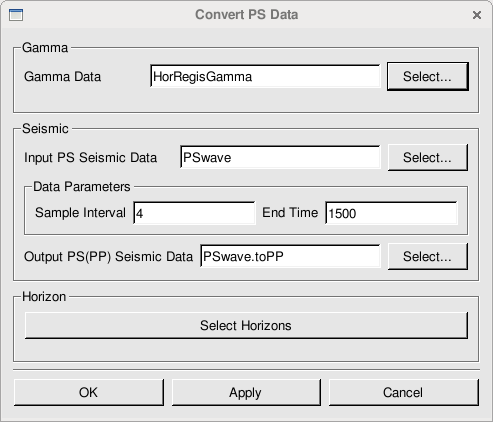 Convert PS Data
Gamma
Gamma Data HorRegisGamma Select...
Seismic
Input PS Seismic Data PSwave Select...
Data Parameters
Sample Interval 4 End Time 1500
Output PS(PP) Seismic Data PSwave.toPP Select...
Horizon
Select Horizons
OK Apply Cancel